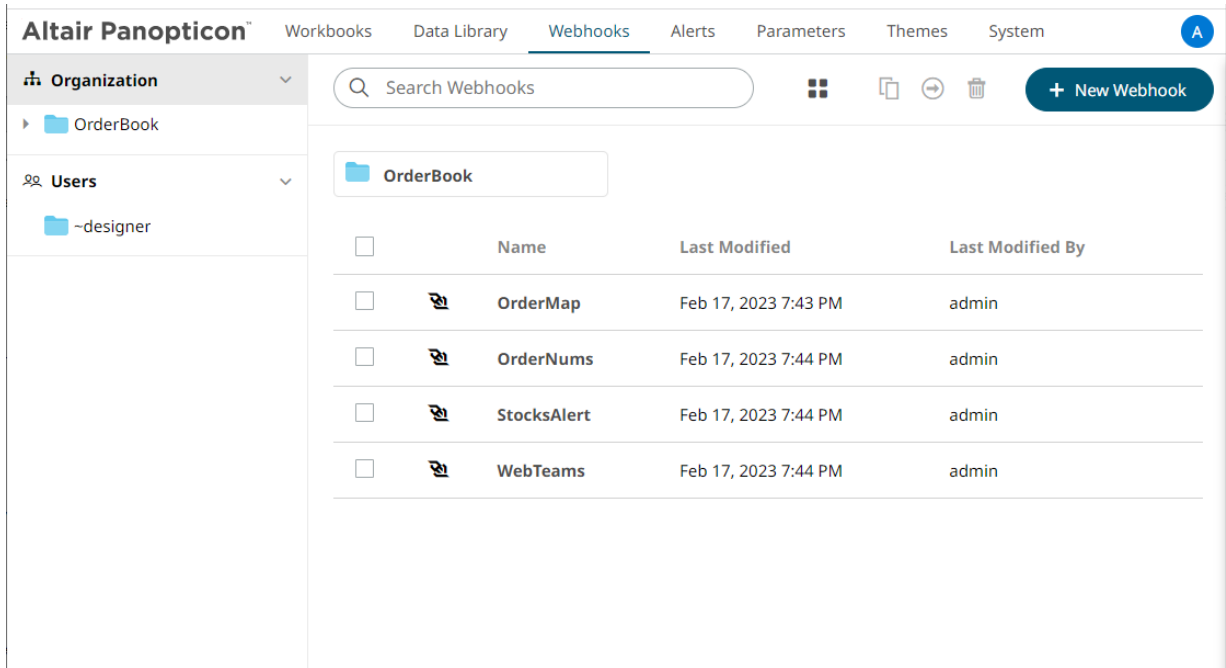 Altair Panopticon™ Workbooks Data Library Webhooks Alerts Parameters Themes System A
Organization
OrderBook
Users
~designer
Search Webhooks
+ New Webhook
OrderBook
Name Last Modified Last Modified By
OrderMap Feb 17, 2023 7:43 PM admin
OrderNums Feb 17, 2023 7:44 PM admin
StocksAlert Feb 17, 2023 7:44 PM admin
WebTeams Feb 17, 2023 7:44 PM admin